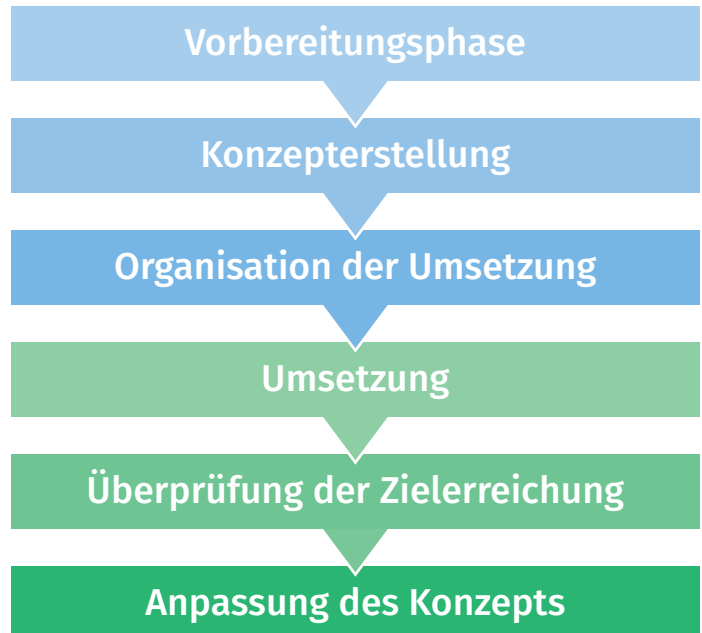 Vorbereitungsphase
Konzepterstellung
Organisation der Umsetzung
Umsetzung
Überprüfung der Zielerreichung
Anpassung des Konzepts